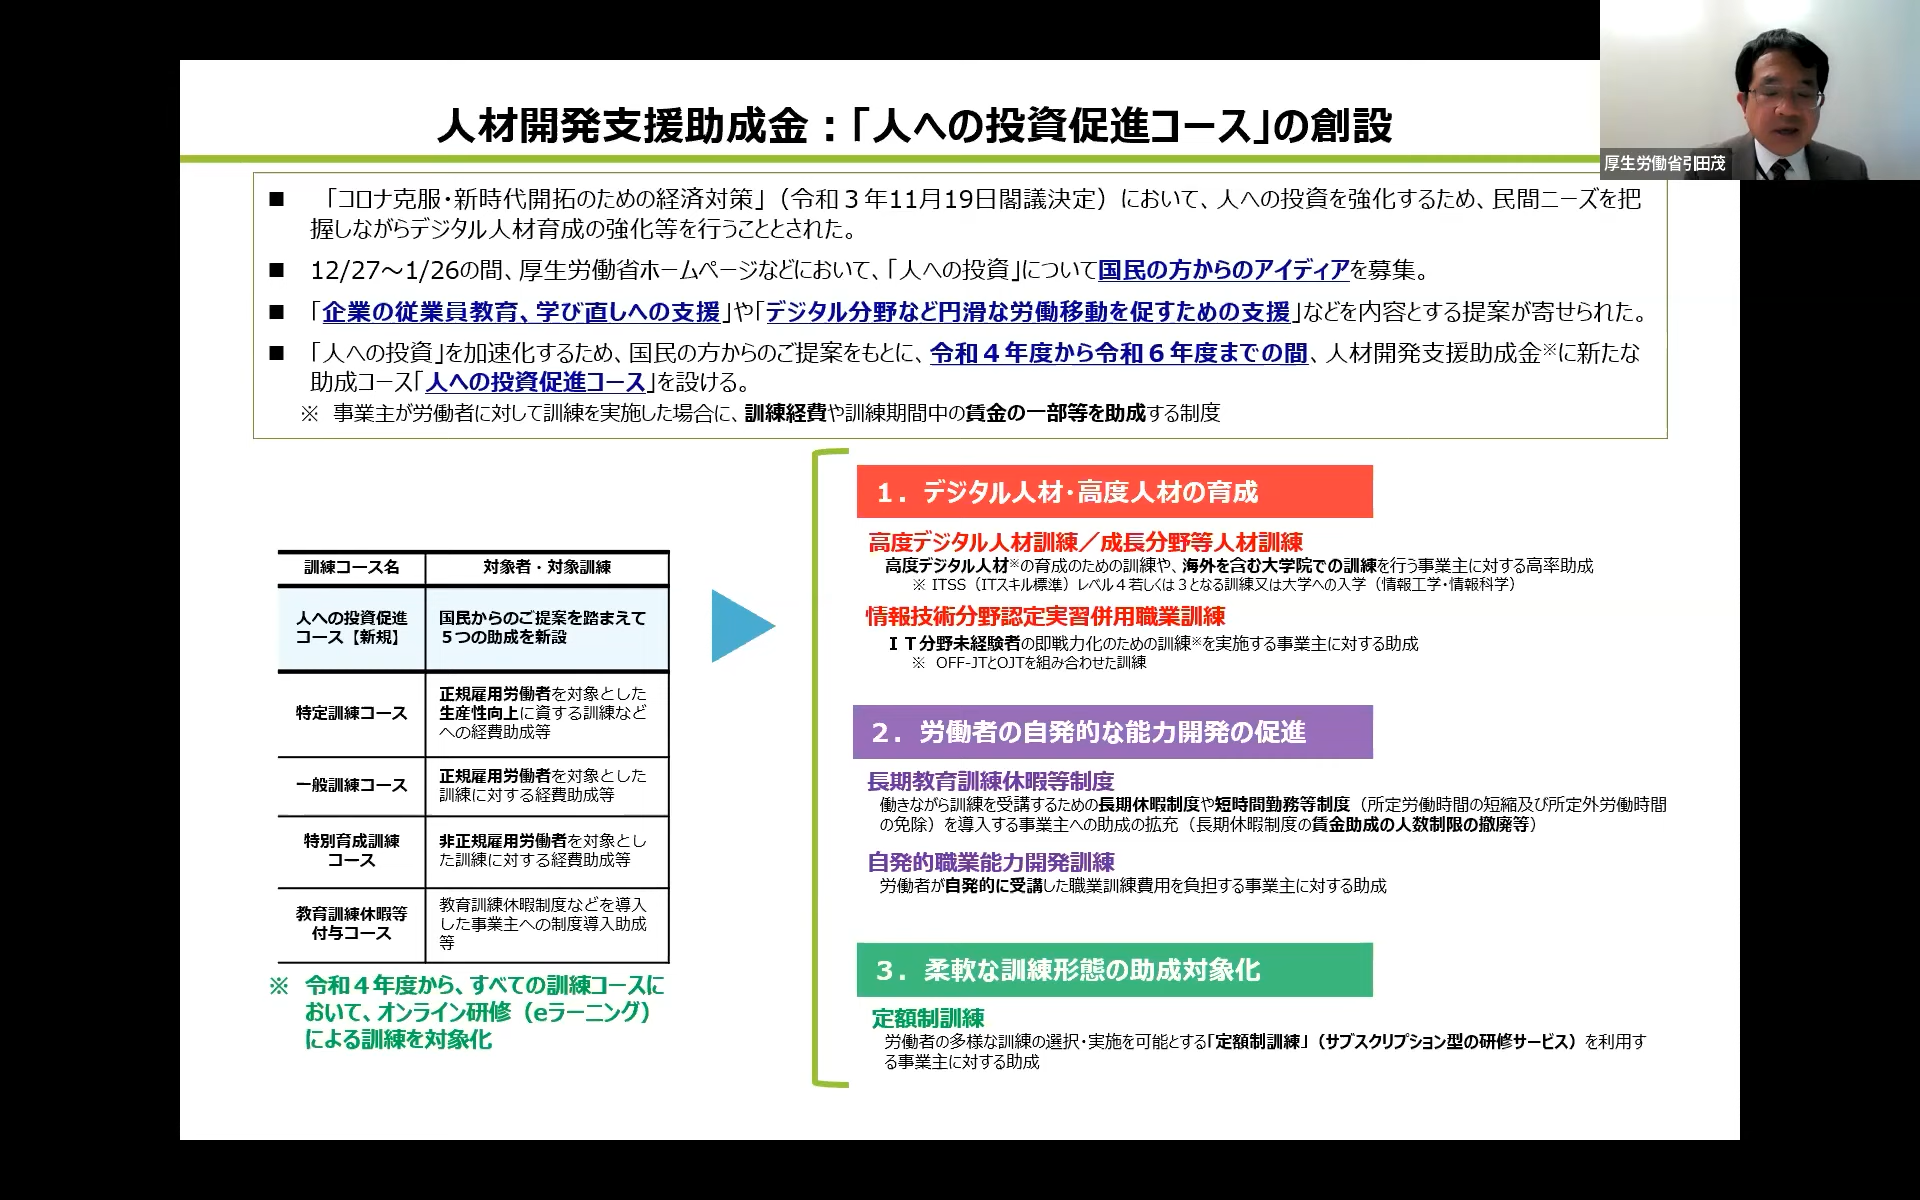 人材開発支援助成金：「人への投資促進コース」の創設
厚生労働省引田茂
■ 「コロナ克服・新時代開拓のための経済対策」（令和３年11月19日閣議決定）において、人への投資を強化するため、民間ニーズを把
握しながらデジタル人材育成の強化等を行うこととされた。
■ 12/27～1/26の間、厚生労働省ホームページなどにおいて、「人への投資」について国民の方からのアイディアを募集。
■ 「企業の従業員教育、学び直しへの支援」や「デジタル分野など円滑な労働移動を促すための支援」などを内容とする提案が寄せられた。
■ 「人への投資」を加速化するため、国民の方からのご提案をもとに、令和４年度から令和６年度までの間、人材開発支援助成金※に新たな
助成コース「人への投資促進コース」を設ける。
※ 事業主が労働者に対して訓練を実施した場合に、訓練経費や訓練期間中の賃金の一部等を助成する制度
訓練コース名 対象者・対象訓練
人への投資促進
コース【新規】
国民からのご提案を踏まえて
５つの助成を新設
特定訓練コース
正規雇用労働者を対象とした
生産性向上に資する訓練など
への経費助成等
一般訓練コース
正規雇用労働者を対象とした
訓練に対する経費助成等
特別育成訓練
コース
非正規雇用労働者を対象とし
た訓練に対する経費助成等
教育訓練休暇等
付与コース
教育訓練休暇制度などを導入
した事業主への制度導入助成
等
※ 令和４年度から、すべての訓練コースに
おいて、オンライン研修（eラーニング）
による訓練を対象化
１．デジタル人材・高度人材の育成
高度デジタル人材訓練／成長分野等人材訓練
高度デジタル人材※の育成のための訓練や、海外を含む大学院での訓練を行う事業主に対する高率助成
※ ITSS（ITスキル標準）レベル４若しくは３となる訓練又は大学への入学（情報工学・情報科学）
情報技術分野認定実習併用職業訓練
ＩＴ分野未経験者の即戦力化のための訓練※を実施する事業主に対する助成
※ OFF-JTとOJTを組み合わせた訓練
２．労働者の自発的な能力開発の促進
長期教育訓練休暇等制度
働きながら訓練を受講するための長期休暇制度や短時間勤務等制度（所定労働時間の短縮及び所定外労働時間
の免除）を導入する事業主への助成の拡充（長期休暇制度の賃金助成の人数制限の撤廃等）
自発的職業能力開発訓練
労働者が自発的に受講した職業訓練費用を負担する事業主に対する助成
３．柔軟な訓練形態の助成対象化
定額制訓練
労働者の多様な訓練の選択・実施を可能とする「定額制訓練」（サブスクリプション型の研修サービス）を利用す
る事業主に対する助成